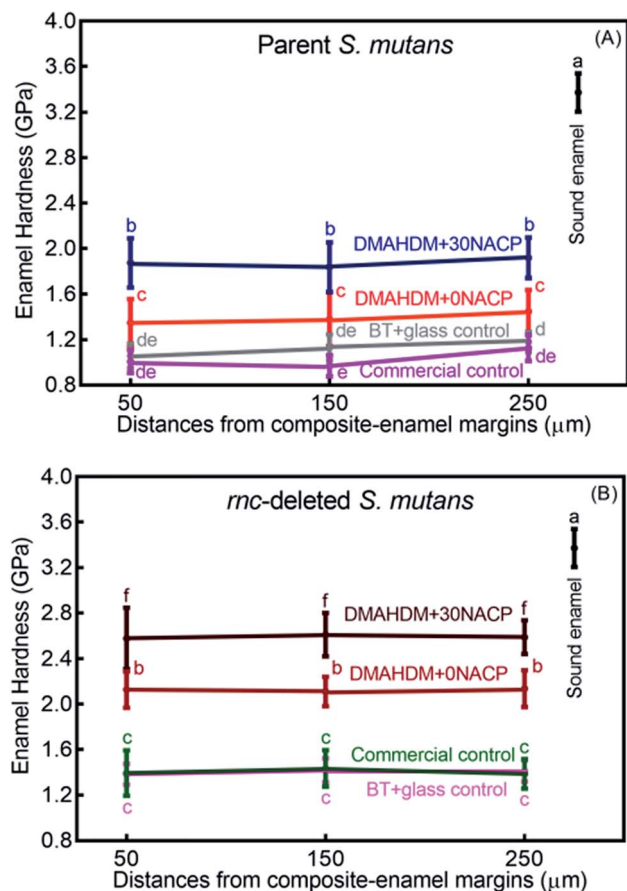 (A)
Parent S. mutans
Enamel Hardness (GPa)
4.0
3.6
3.2
2.8
2.4
2.0
1.6
1.2
0.8
a
Sound enamel
b b b
DMAHDM+30NACP
c c c
DMAHDM+0NACP
de de d
BT+glass control
de e de
Commercial control
50 150 250
Distances from composite-enamel margins (μm)
(B)
rnc-deleted S. mutans
Enamel Hardness (GPa)
4.0
3.6
3.2
2.8
2.4
2.0
1.6
1.2
0.8
a
Sound enamel
f f f
DMAHDM+30NACP
b b b
DMAHDM+0NACP
c c c
Commercial control
BT+glass control
c c c
50 150 250
Distances from composite-enamel margins (μm)